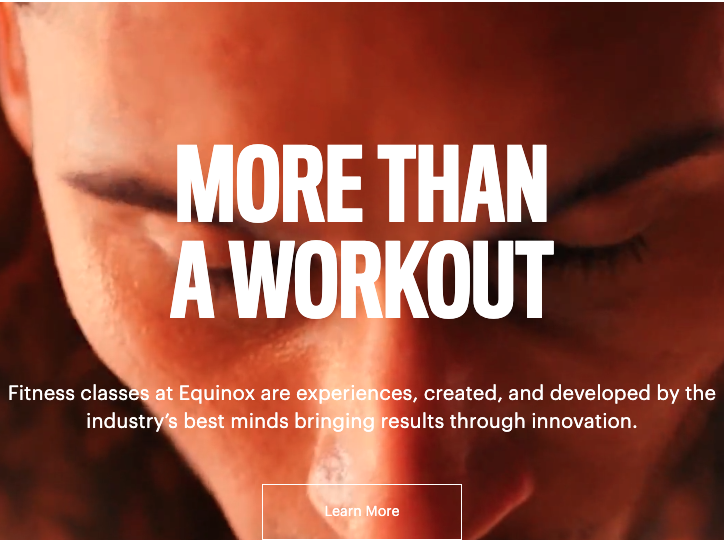 MORE THAN
A WORKOUT
Fitness classes at Equinox are experiences, created, and developed by the
industry’s best minds bringing results through innovation.
Learn More